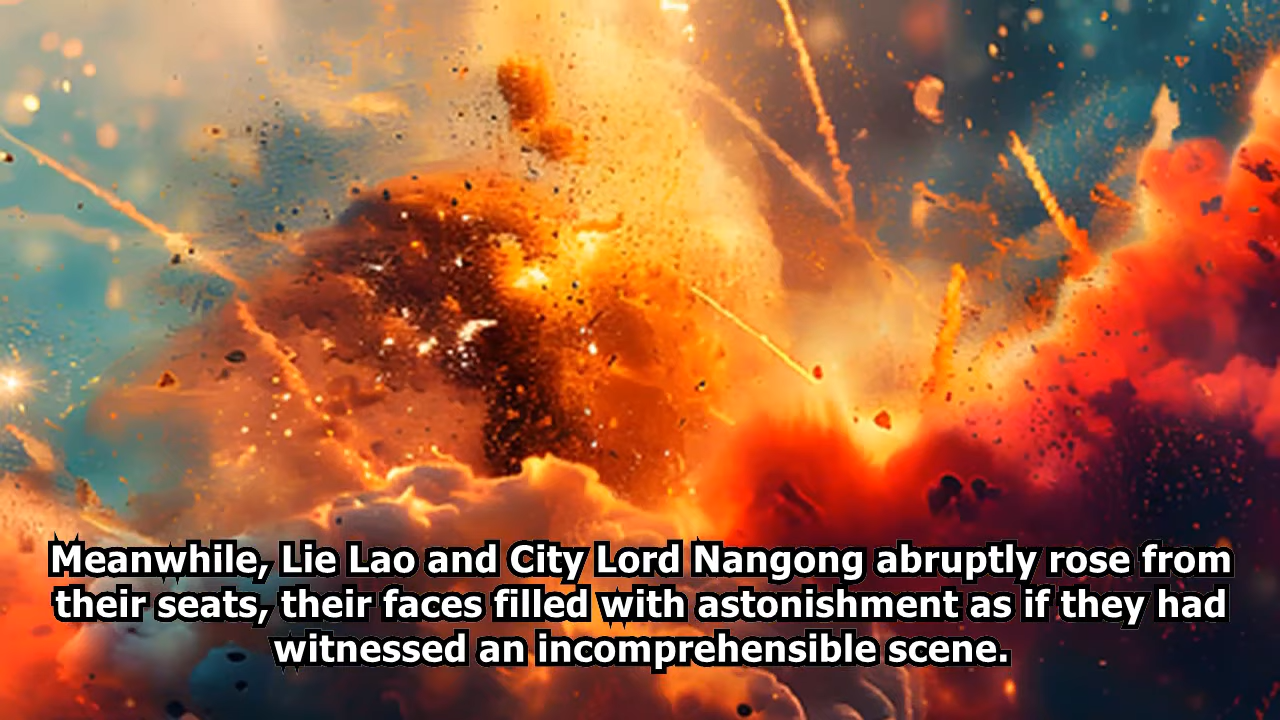 Meanwhile, Lie Lao and City Lord Nangong abruptly rose from
their seats, their faces filled with astonishment as if they had
witnessed an incomprehensible scene.